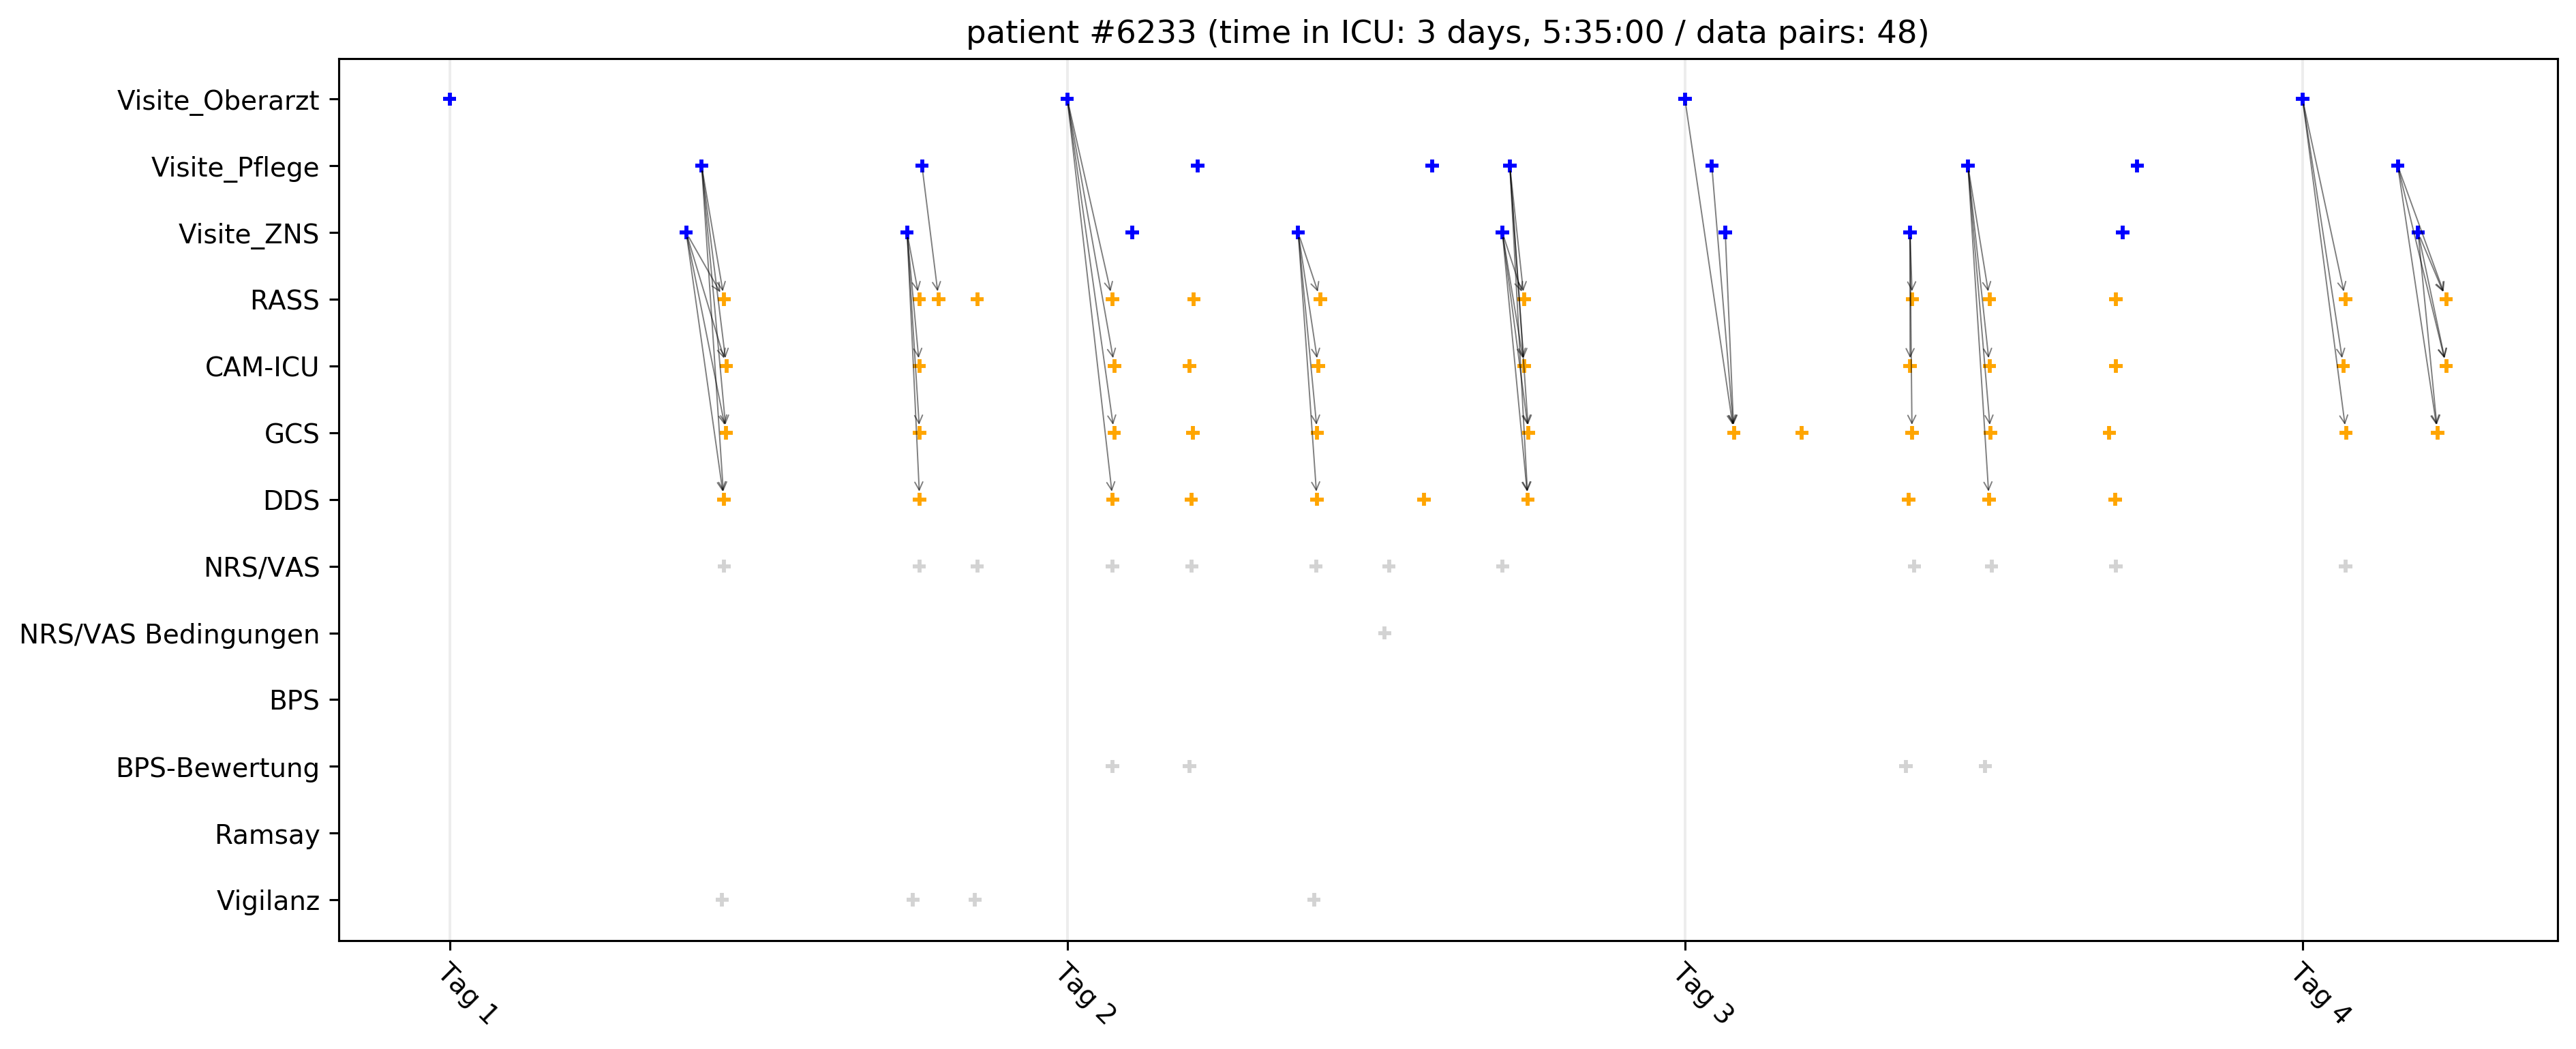 patient #6233 (time in ICU: 3 days, 5:35:00 / data pairs: 48)
Visite_Oberarzt
Visite_Pflege
Visite_ZNS
RASS
CAM-ICU
GCS
DDS
NRS/VAS
NRS/VAS Bedingungen
BPS
BPS-Bewertung
Ramsay
Vigilanz
Tag 1
Tag 2
Tag 3
Tag 4